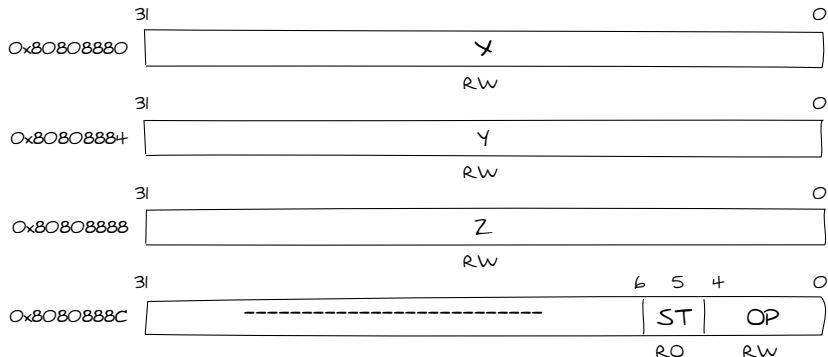 31 0
0x80808880 X
RW
31 0
0x80808884 Y
RW
31 0
0x80808888 Z
RW
31 6 5 4 0
0x8080888C ------------------------- ST OP
RO RW